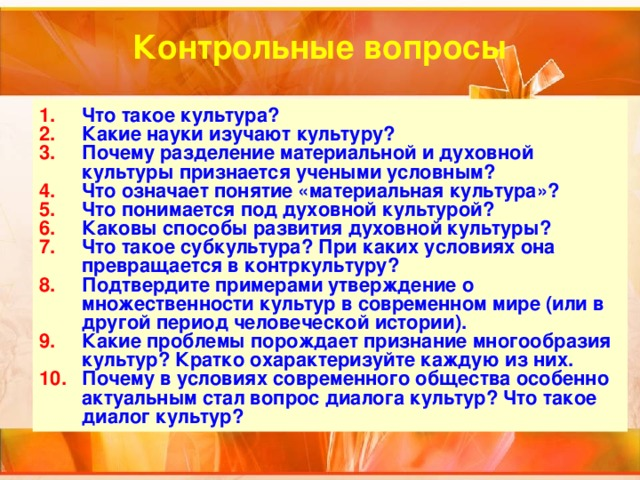 Контрольные вопросы
1. Что такое культура?
2. Какие науки изучают культуру?
3. Почему разделение материальной и духовной
культуры признается учеными условным?
4. Что означает понятие «материальная культура»?
5. Что понимается под духовной культурой?
6. Каковы способы развития духовной культуры?
7. Что такое субкультура? При каких условиях она
превращается в контркультуру?
8. Подтвердите примерами утверждение о
множественности культур в современном мире (или в
другой период человеческой истории).
9. Какие проблемы порождает признание многообразия
культур? Кратко охарактеризуйте каждую из них.
10. Почему в условиях современного общества особенно
актуальным стал вопрос диалога культур? Что такое
диалог культур?